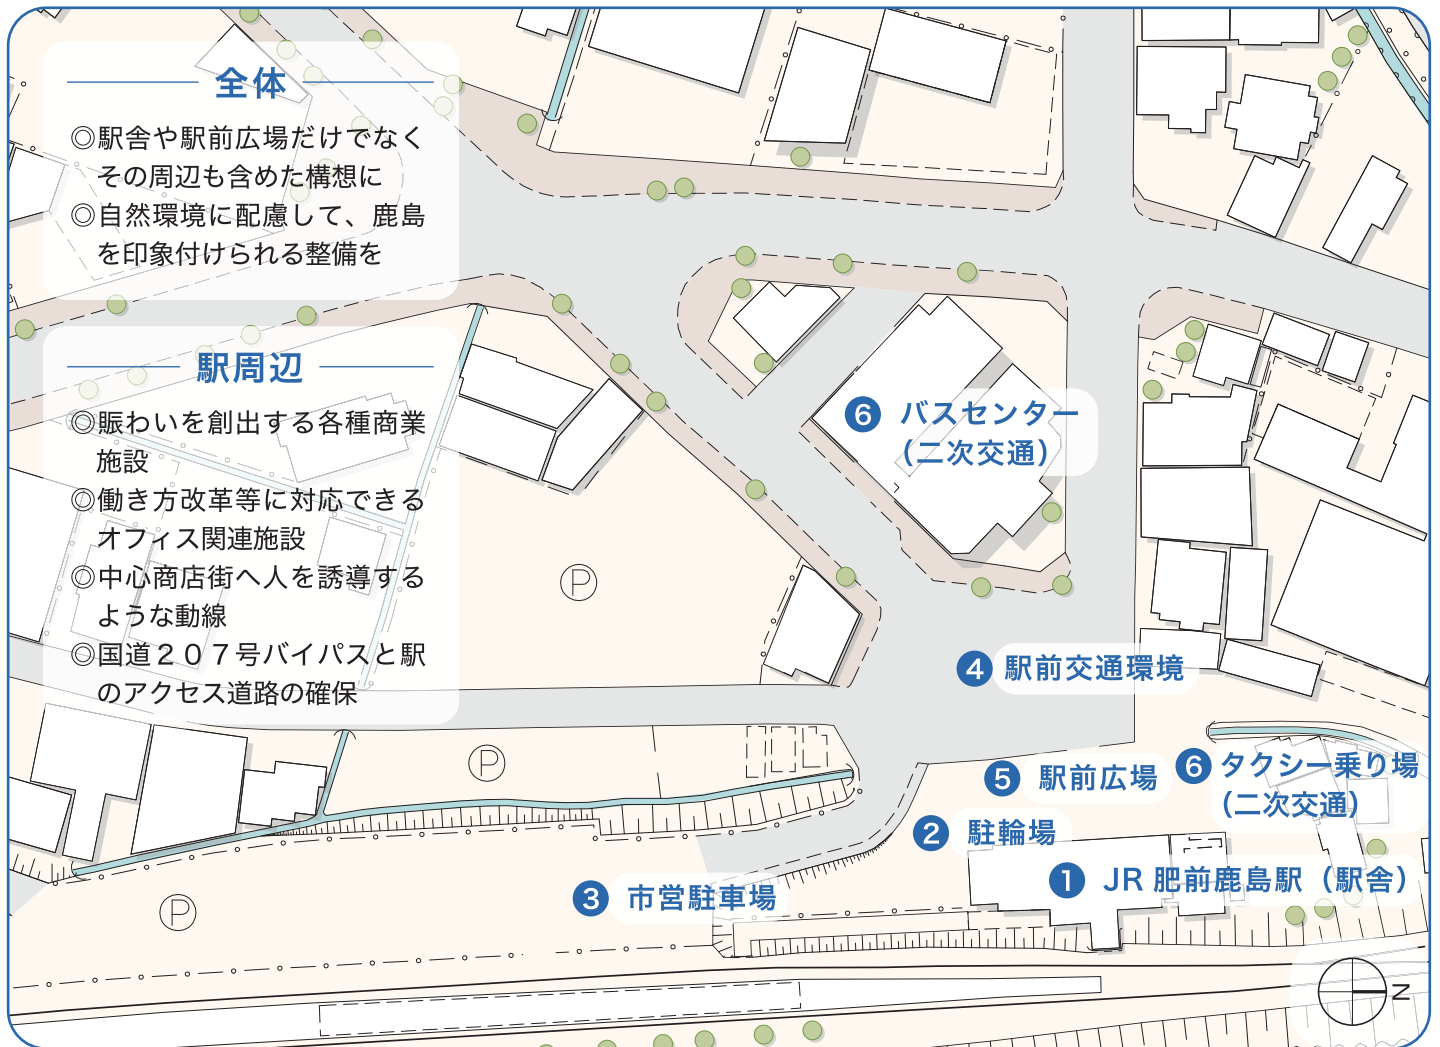 全体
◎駅舎や駅前広場だけでなく
その周辺も含めた構想に
◎自然環境に配慮して、鹿島
を印象付けられる整備を
駅周辺
◎賑わいを創出する各種商業
施設
◎働き方改革等に対応できる
オフィス関連施設
◎中心商店街へ人を誘導する
ような動線
◎国道２０７号バイパスと駅
のアクセス道路の確保
P
P
P
6 バスセンター
（二次交通）
4 駅前交通環境
5 駅前広場
6 タクシー乗り場
（二次交通）
2 駐輪場
1 JR 肥前鹿島駅（駅舎）
3 市営駐車場
N